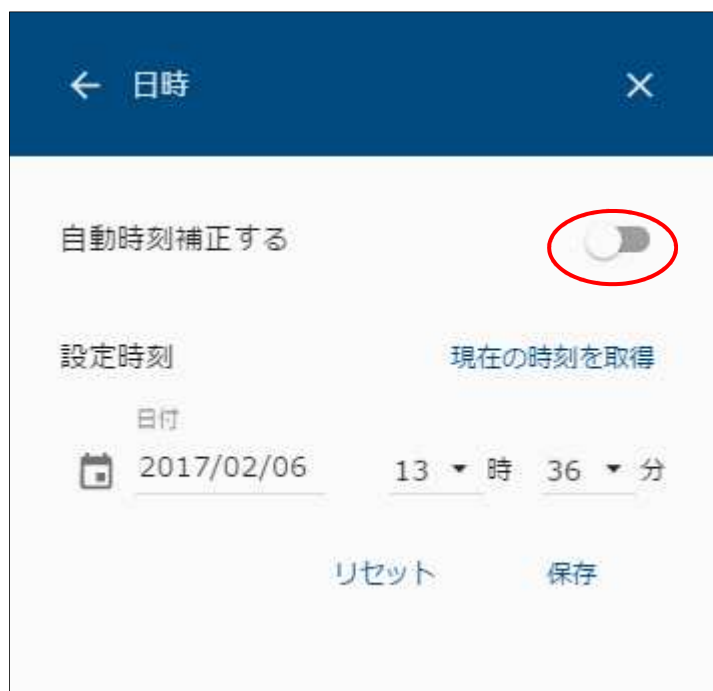 日時
自動時刻補正する
設定時刻 現在の時刻を取得
日付
2017/02/06 13 時 36 分
リセット 保存